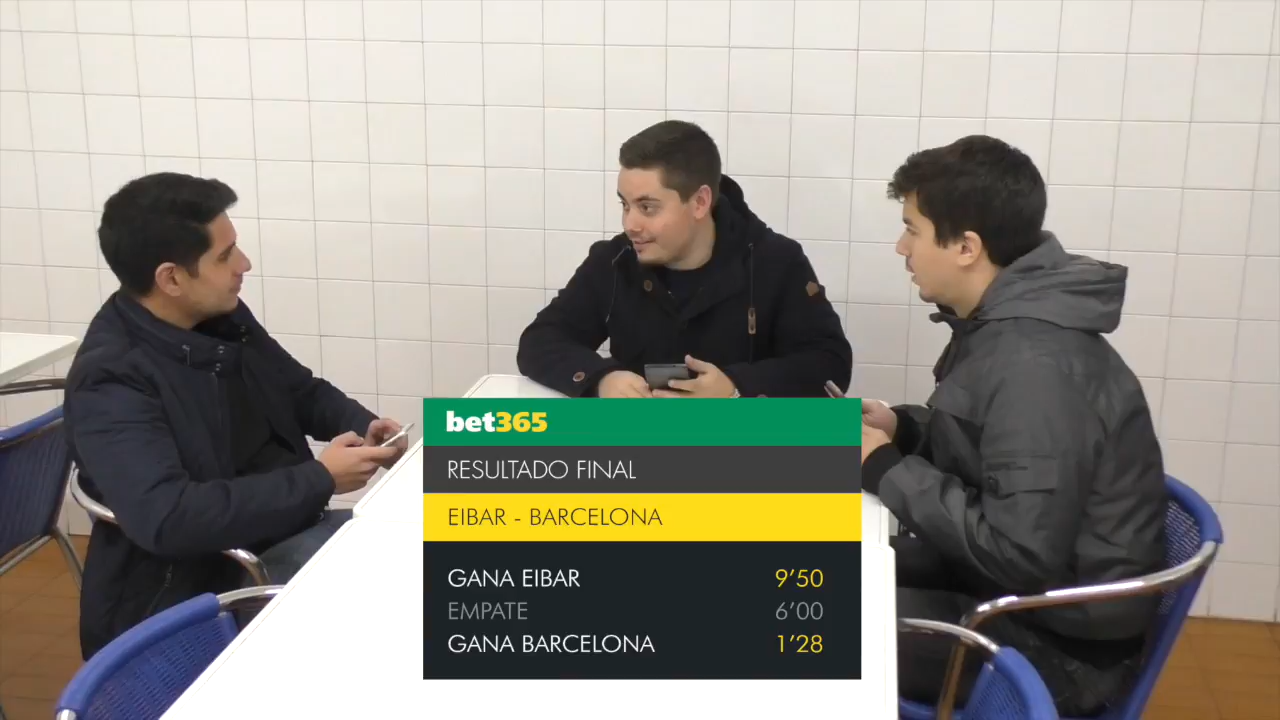 bet365
RESULTADO FINAL
EIBAR - BARCELONA
GANA EIBAR 9’50
EMPATE 6’00
GANA BARCELONA 1’28